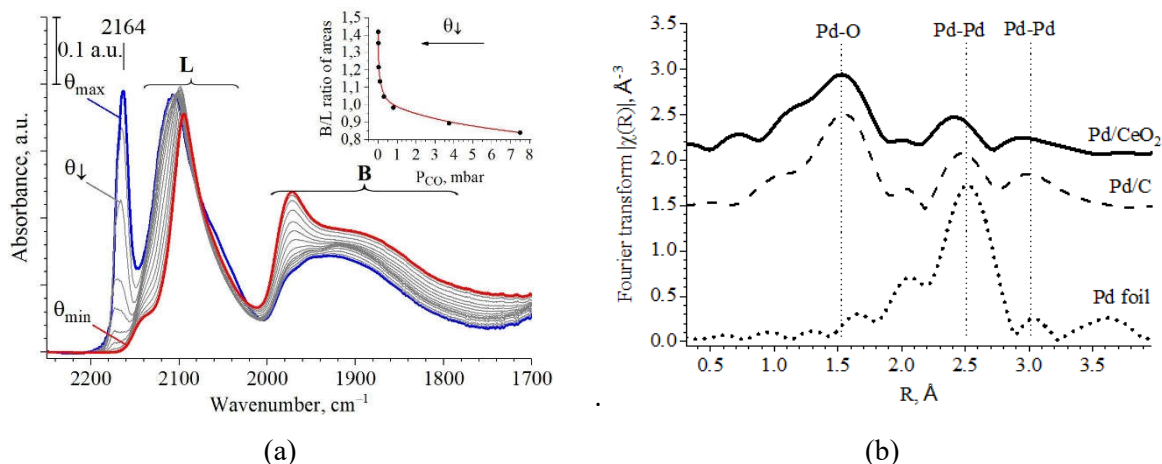 (a)
2164
0.1 a.u.
θmax
L
θ↓
θmin
B
Absorbance, a.u.
2200 2100 2000 1900 1800 1700
Wavenumber, cm⁻¹
B/L ratio of areas
1,5
1,4
1,3
1,2
1,1
1,0
0,9
0,8
θ↓
0 1 2 3 4 5 6 7 8
PCO, mbar
.
(b)
Pd–O Pd–Pd Pd–Pd
Fourier transform |χ(R)|, Å⁻³
3.5
3.0
2.5
2.0
1.5
1.0
0.5
0.0
Pd/CeO₂
Pd/C
Pd foil
0.5 1.0 1.5 2.0 2.5 3.0 3.5
R, Å
(a) (b)